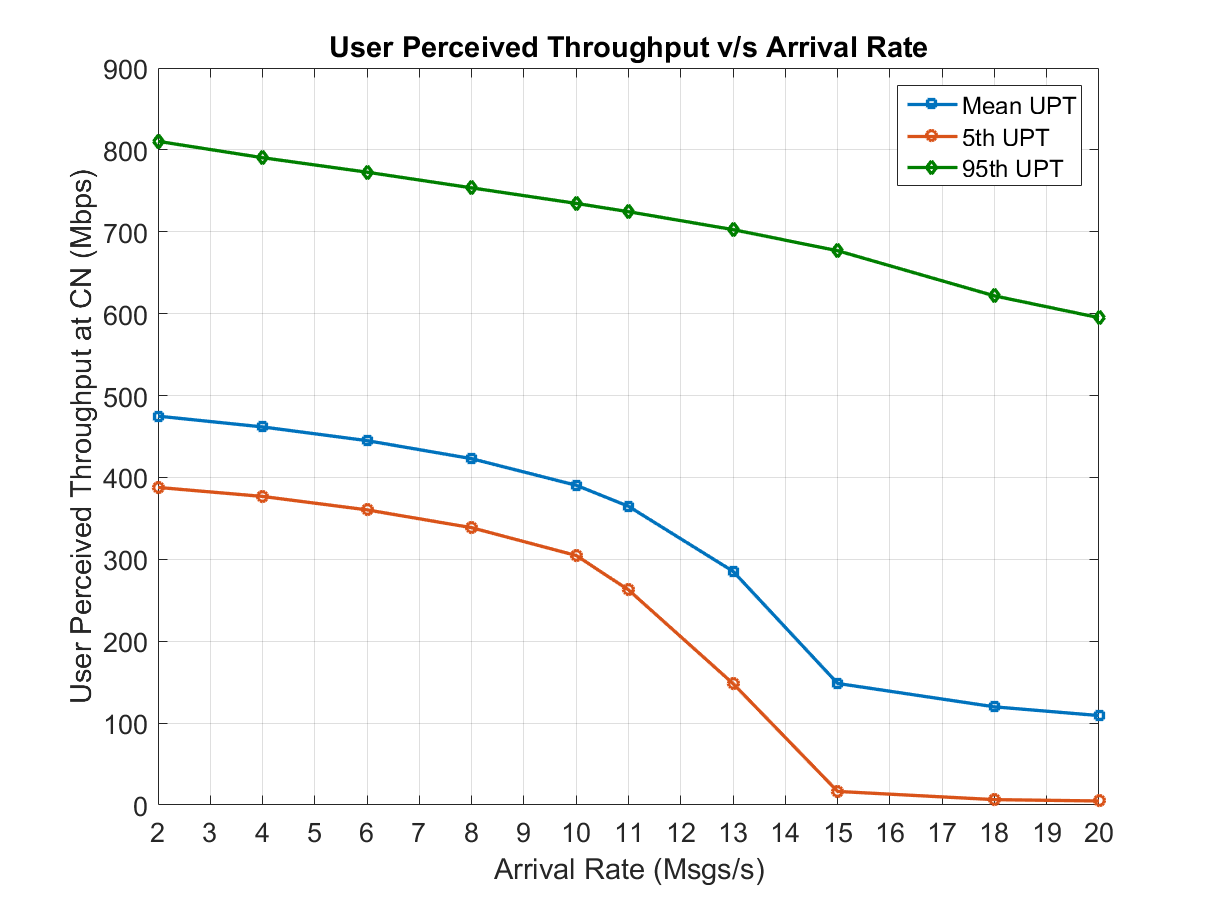 User Perceived Throughput v/s Arrival Rate
900
800
700
600
500
400
300
200
100
0
User Perceived Throughput at CN (Mbps)
Mean UPT
5th UPT
95th UPT
2 3 4 5 6 7 8 9 10 11 12 13 14 15 16 17 18 19 20
Arrival Rate (Msgs/s)